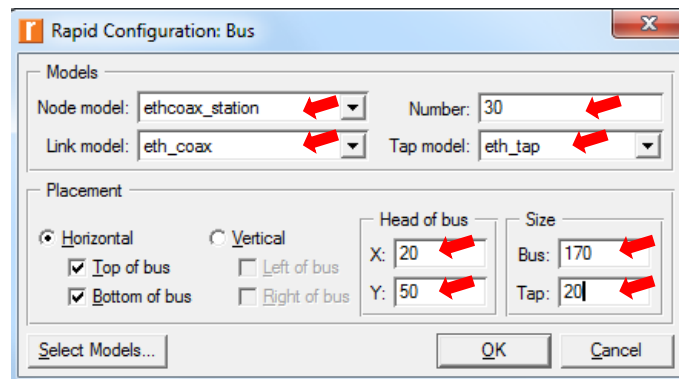 Rapid Configuration: Bus
Models
Node model: ethcoax_station Number: 30
Link model: eth_coax Tap model: eth_tap
Placement
Head of bus Size
Horizontal Vertical
X: 20 Bus: 170
Top of bus Left of bus
Y: 50 Tap: 20
Bottom of bus Right of bus
Select Models... OK Cancel